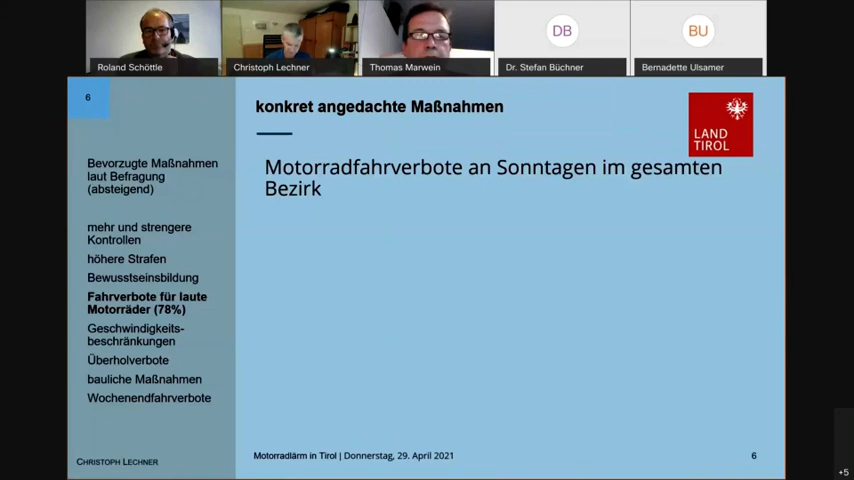 Roland Schöttle
Christoph Lechner
Thomas Marwein
DB
Dr. Stefan Büchner
BU
Bernadette Ulsamer
6
konkret angedachte Maßnahmen
LAND
TIROL
Motorradfahrverbote an Sonntagen im gesamten
Bezirk
Bevorzugte Maßnahmen
laut Befragung
(absteigend)
mehr und strengere
Kontrollen
höhere Strafen
Bewusstseinsbildung
Fahrverbote für laute
Motorräder (78%)
Geschwindigkeits-
beschränkungen
Überholverbote
bauliche Maßnahmen
Wochenendfahrverbote
CHRISTOPH LECHNER
Motorradlärm in Tirol | Donnerstag, 29. April 2021
6
+5